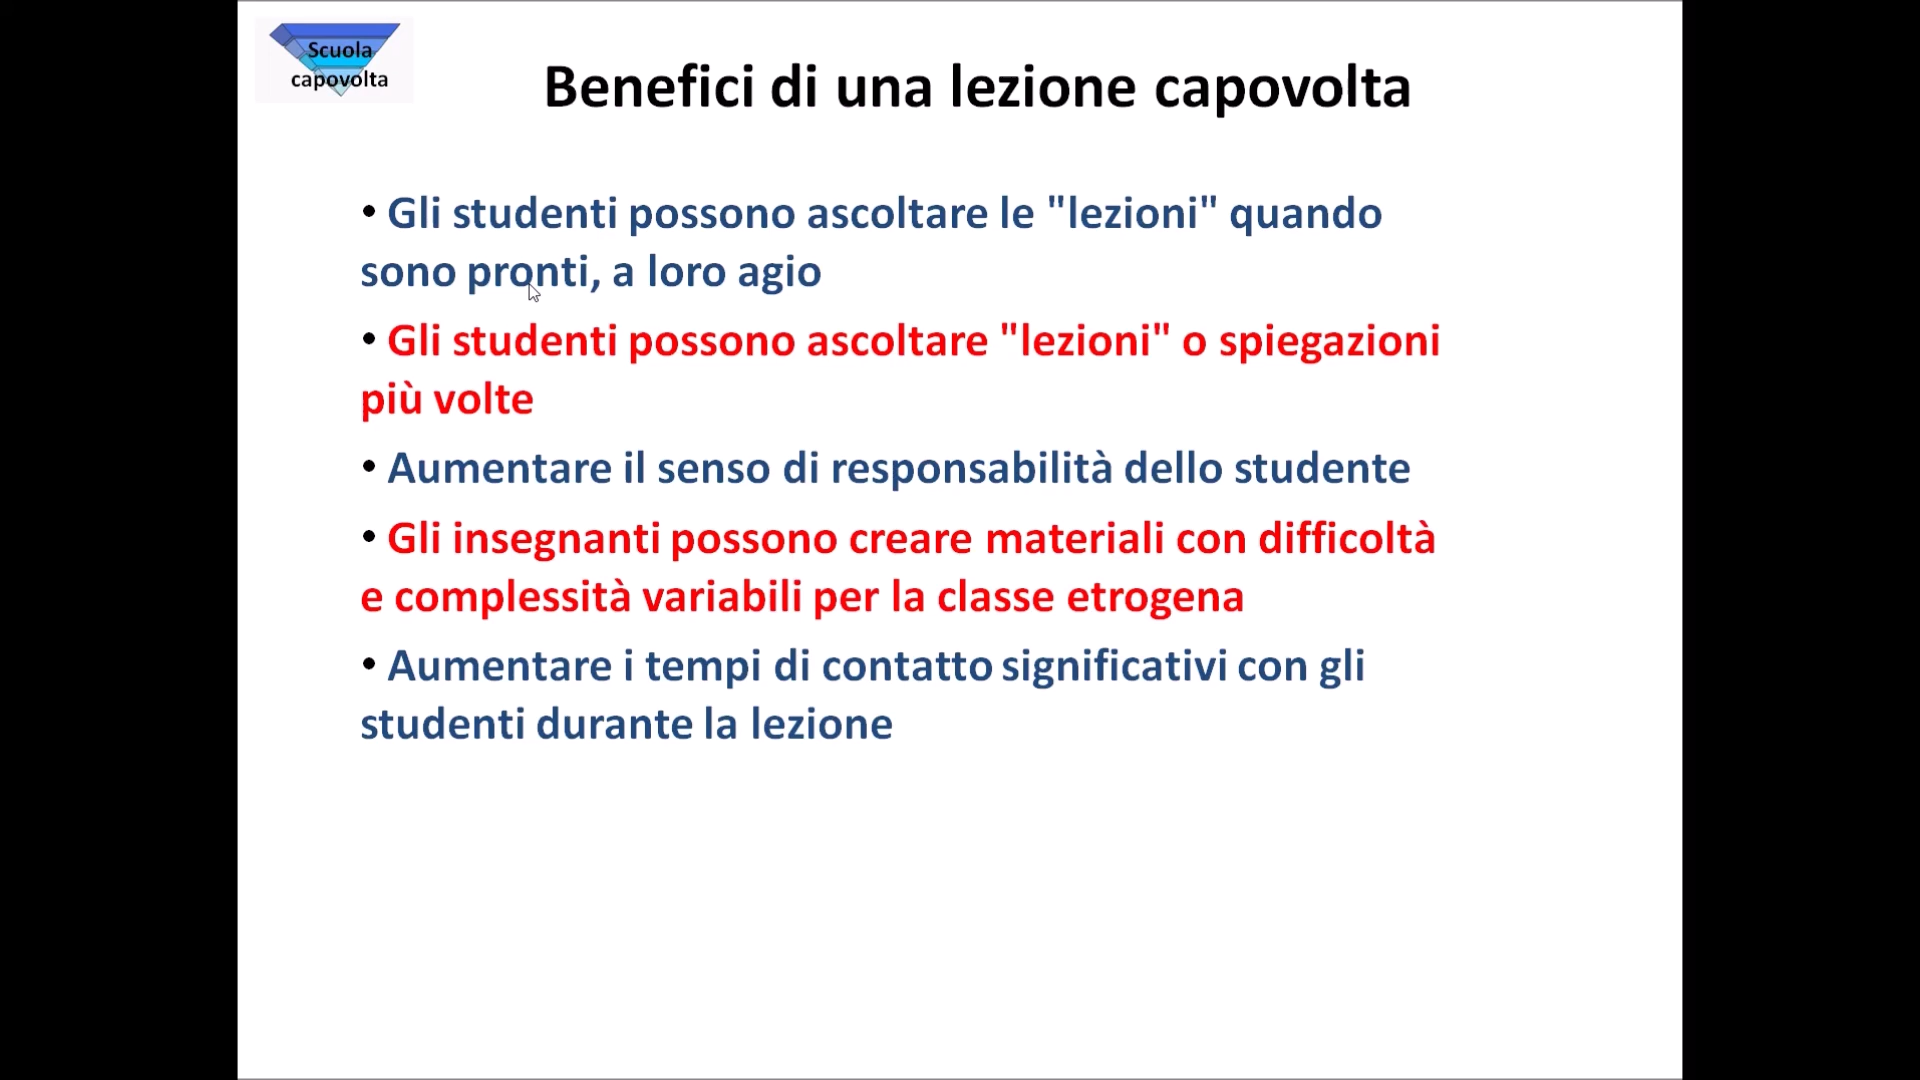 Scuola
capovolta
Benefici di una lezione capovolta
• Gli studenti possono ascoltare le "lezioni" quando
sono pronti, a loro agio
• Gli studenti possono ascoltare "lezioni" o spiegazioni
più volte
• Aumentare il senso di responsabilità dello studente
• Gli insegnanti possono creare materiali con difficoltà
e complessità variabili per la classe etrogena
• Aumentare i tempi di contatto significativi con gli
studenti durante la lezione